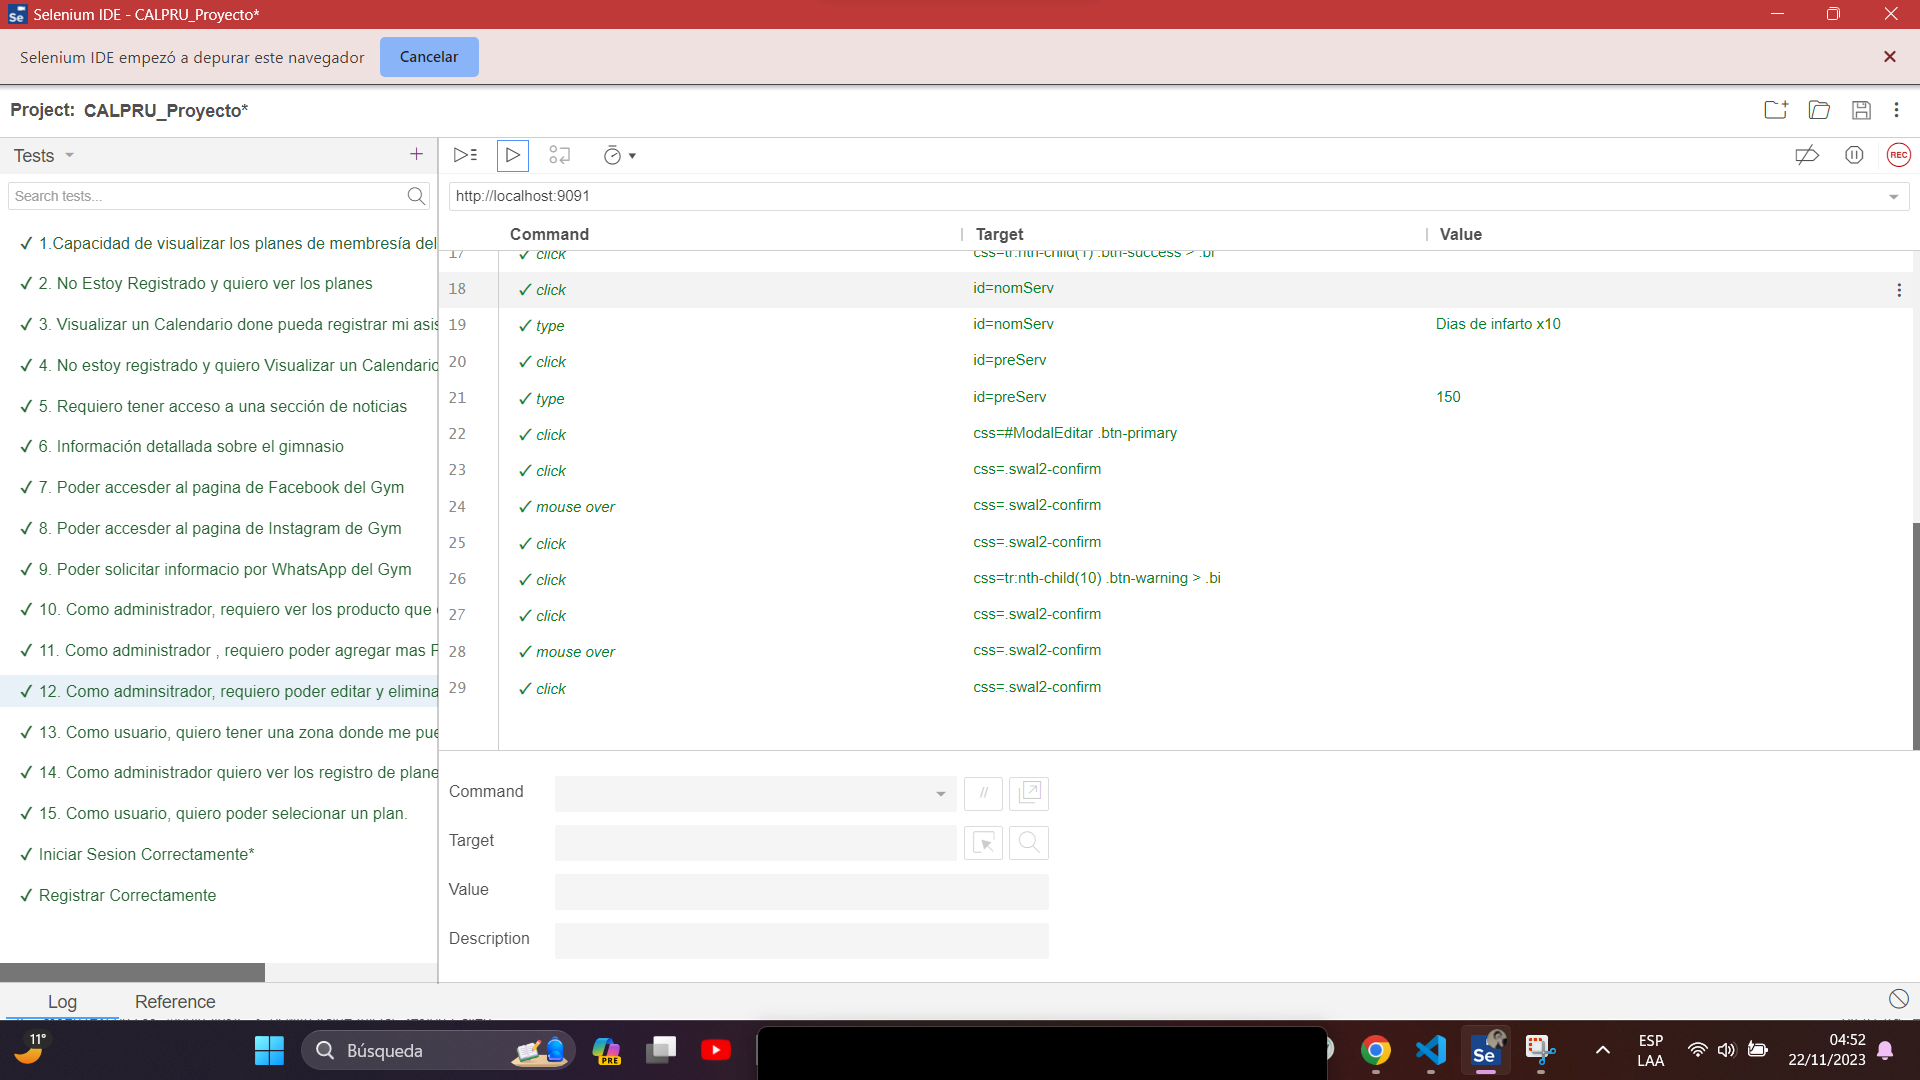 Selenium IDE - CALPRU_Proyecto*
Selenium IDE empezó a depurar este navegador
Cancelar
Project: CALPRU_Proyecto*
Tests
Search tests...
✓ 1.Capacidad de visualizar los planes de membresía del
✓ 2. No Estoy Registrado y quiero ver los planes
✓ 3. Visualizar un Calendario done pueda registrar mi asis
✓ 4. No estoy registrado y quiero Visualizar un Calendario
✓ 5. Requiero tener acceso a una sección de noticias
✓ 6. Información detallada sobre el gimnasio
✓ 7. Poder accesder al pagina de Facebook del Gym
✓ 8. Poder accesder al pagina de Instagram de Gym
✓ 9. Poder solicitar informacio por WhatsApp del Gym
✓ 10. Como administrador, requiero ver los producto que
✓ 11. Como administrador , requiero poder agregar mas
✓ 12. Como adminsitrador, requiero poder editar y elimina
✓ 13. Como usuario, quiero tener una zona donde me pue
✓ 14. Como administrador quiero ver los registro de plane
✓ 15. Como usuario, quiero poder selecionar un plan.
✓ Iniciar Sesion Correctamente*
✓ Registrar Correctamente
REC
http://localhost:9091
Command Target Value
17 ✓ click css=tr:nth-child(1) .btn-success > .bi
18 ✓ click id=nomServ
19 ✓ type id=nomServ Dias de infarto x10
20 ✓ click id=preServ
21 ✓ type id=preServ 150
22 ✓ click css=#ModalEditar .btn-primary
23 ✓ click css=.swal2-confirm
24 ✓ mouse over css=.swal2-confirm
25 ✓ click css=.swal2-confirm
26 ✓ click css=tr:nth-child(10) .btn-warning > .bi
27 ✓ click css=.swal2-confirm
28 ✓ mouse over css=.swal2-confirm
29 ✓ click css=.swal2-confirm
Command
//
Target
Value
Description
Log Reference
11°
Búsqueda
PRE
Se
ESP
LAA
04:52
22/11/2023